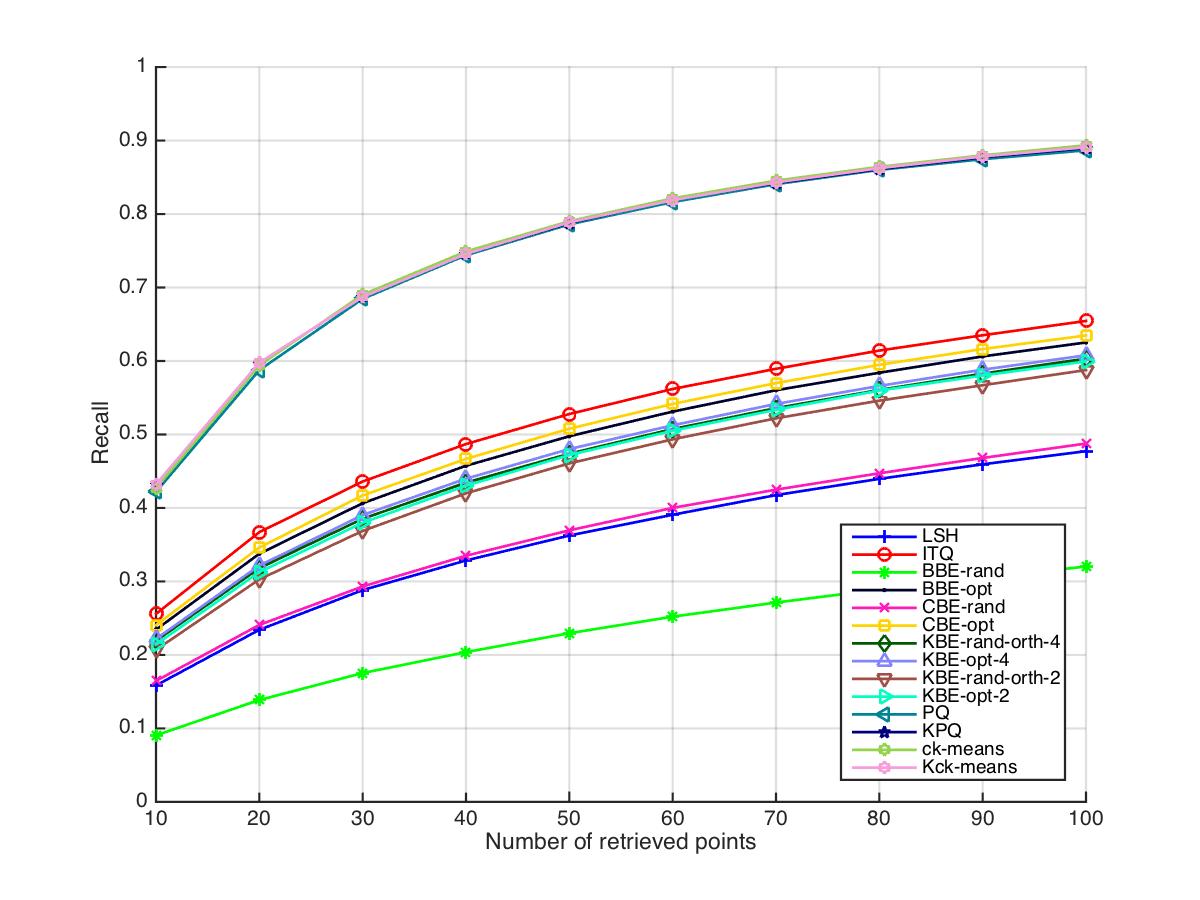 1
0.9
0.8
0.7
0.6
0.5
0.4
0.3
0.2
0.1
0
Recall
10 20 30 40 50 60 70 80 90 100
Number of retrieved points
LSH
ITQ
BBE-rand
BBE-opt
CBE-rand
CBE-opt
KBE-rand-orth-4
KBE-opt-4
KBE-rand-orth-2
KBE-opt-2
PQ
KPQ
ck-means
Kck-means